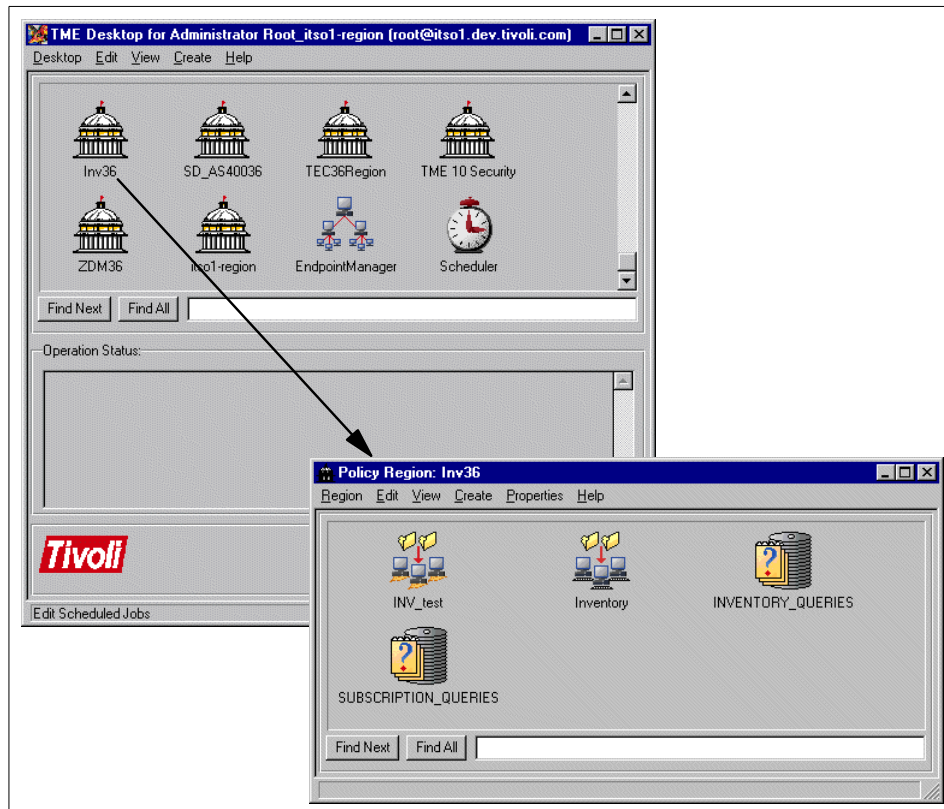 TME Desktop for Administrator Root_itso1-region (root@itso1.dev.tivoli.com)
Desktop Edit View Create Help
Inv36 SD_AS40036 TEC36Region TME 10 Security
ZDM36 itso1-region EndpointManager Scheduler
Find Next Find All
Operation Status:
Tivoli
Edit Scheduled Jobs
Policy Region: Inv36
Region Edit View Create Properties Help
INV_test Inventory INVENTORY_QUERIES
SUBSCRIPTION_QUERIES
Find Next Find All